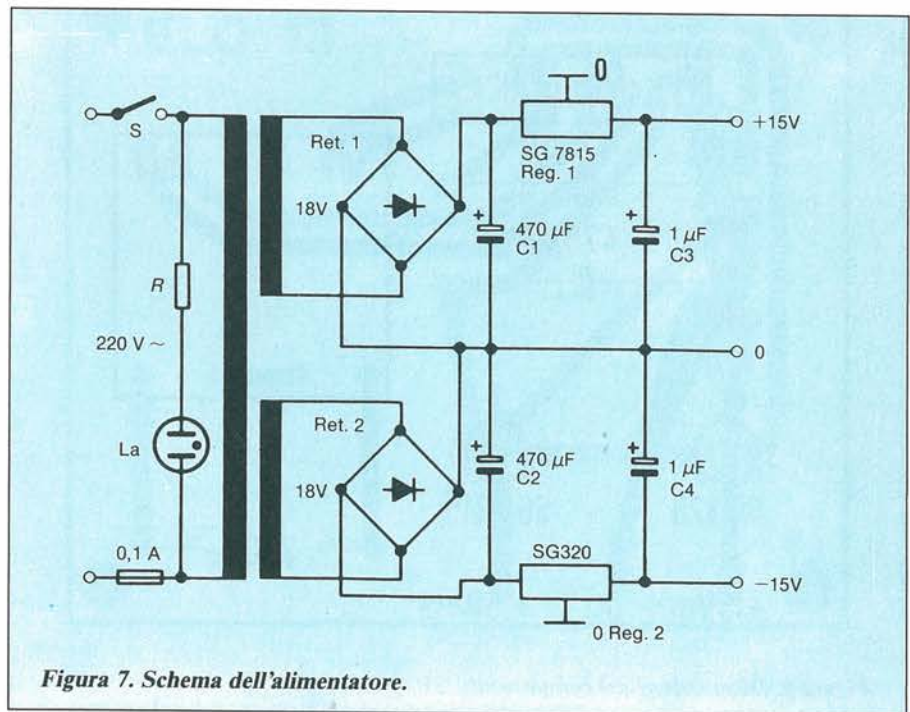 0
S
+15V
Ret. 1
SG 7815
Reg. 1
18V
+
470 µF
C1
+
1 µF
C3
R
220 V ~
0
Ret. 2
La
18V
+
470 µF
C2
+
1 µF
C4
0,1 A
SG320
−15V
0 Reg. 2
Figura 7. Schema dell'alimentatore.